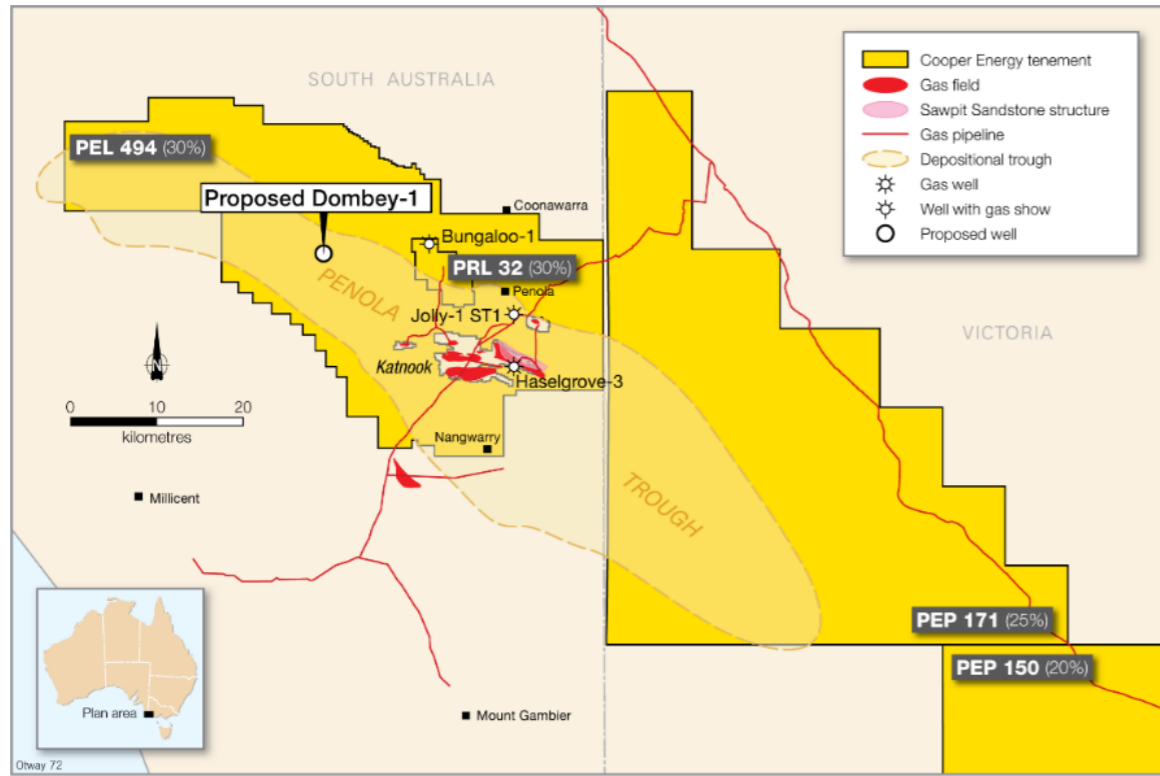 SOUTH AUSTRALIA
PEL 494 (30%)
Proposed Dombey-1
Coonawarra
Bungaloo-1
PRL 32 (30%)
Penola
PENOLA
Jolly-1 ST1
Katnook
Haselgrove-3
Nangwarry
N
0 10 20
kilometres
Millicent
TROUGH
VICTORIA
Cooper Energy tenement
Gas field
Sawpit Sandstone structure
Gas pipeline
Depositional trough
Gas well
Well with gas show
Proposed well
PEP 171 (25%)
PEP 150 (20%)
Mount Gambier
Plan area
Otway 72